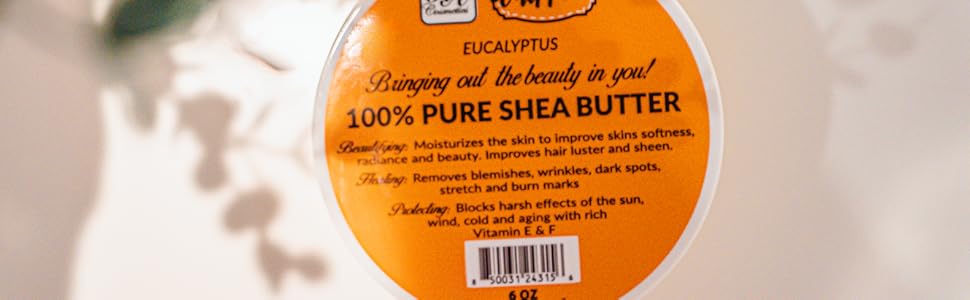 Cosmetics
EUCALYPTUS
Bringing out the beauty in you!
100% PURE SHEA BUTTER
Beautifying: Moisturizes the skin to improve skins softness,
radiance and beauty. Improves hair luster and sheen.
Healing: Removes blemishes, wrinkles, dark spots,
stretch and burn marks
Protecting: Blocks harsh effects of the sun,
wind, cold and aging with rich
Vitamin E & F
8 50031 24315 6
6 OZ